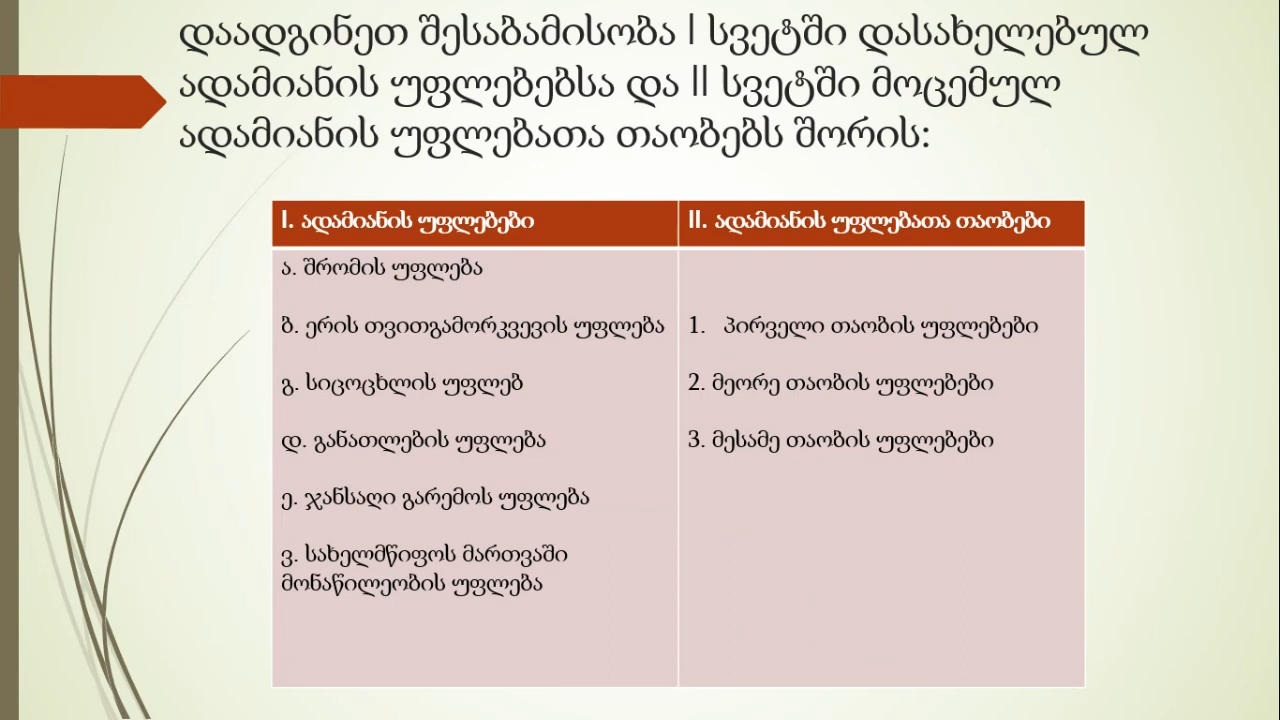 დაადგინეთ შესაბამისობა I სვეტში დასახელებულ
ადამიანის უფლებებსა და II სვეტში მოცემულ
ადამიანის უფლებათა თაობებს შორის:
I. ადამიანის უფლებები
II. ადამიანის უფლებათა თაობები
ა. შრომის უფლება
ბ. ერის თვითგამორკვევის უფლება
გ. სიცოცხლის უფლებ
დ. განათლების უფლება
ე. ჯანსაღი გარემოს უფლება
ვ. სახელმწიფოს მართვაში
მონაწილეობის უფლება
1. პირველი თაობის უფლებები
2. მეორე თაობის უფლებები
3. მესამე თაობის უფლებები